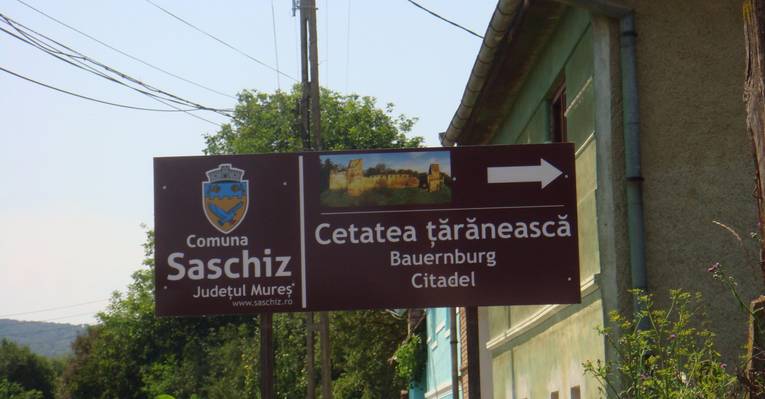 Comuna
Saschiz
Județul Mureș
www.saschiz.ro
Cetatea țărănească
Bauernburg
Citadel